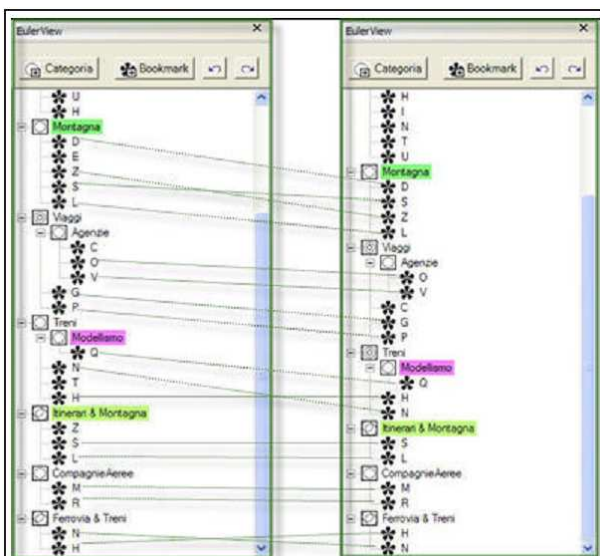 EulerView
Categoria Bookmark
U
H
Montagna
D
E
Z
S
L
Viaggi
Agenzie
C
O
V
G
P
Treni
Modellismo
Q
N
T
H
Itinerari & Montagna
Z
S
L
CompagnieAeree
M
R
Ferrovia & Treni
N
H
EulerView
Categoria Bookmark
H
I
N
T
U
Montagna
D
S
Z
L
Viaggi
Agenzie
O
V
C
G
P
Treni
Modellismo
Q
H
N
Itinerari & Montagna
S
L
CompagnieAeree
M
R
Ferrovia & Treni
H
N